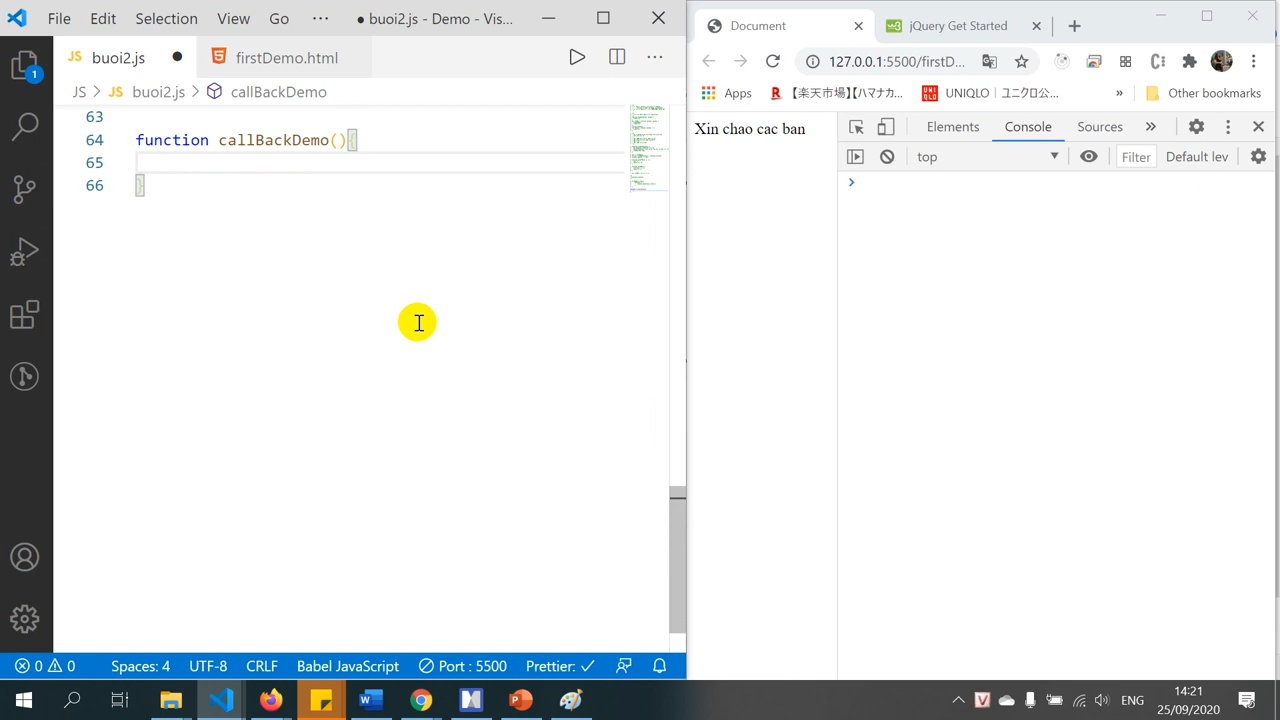 File Edit Selection View Go ··· ● buoi2.js - Demo - Vis...
JS buoi2.js ● firstDemo.html
JS > JS buoi2.js > callBackDemo
63
64 function callBackDemo(){
65
66 }
1
0 0 Spaces: 4 UTF-8 CRLF Babel JavaScript Port : 5500 Prettier: ✓
Document jQuery Get Started
127.0.0.1:5500/firstD...
Apps 【楽天市場】【ハマナカ... UNIQLO｜ユニクロ公... » Other bookmarks
Xin chao cac ban
Elements Console Sources
top Filter Default lev
ENG 14:21
25/09/2020